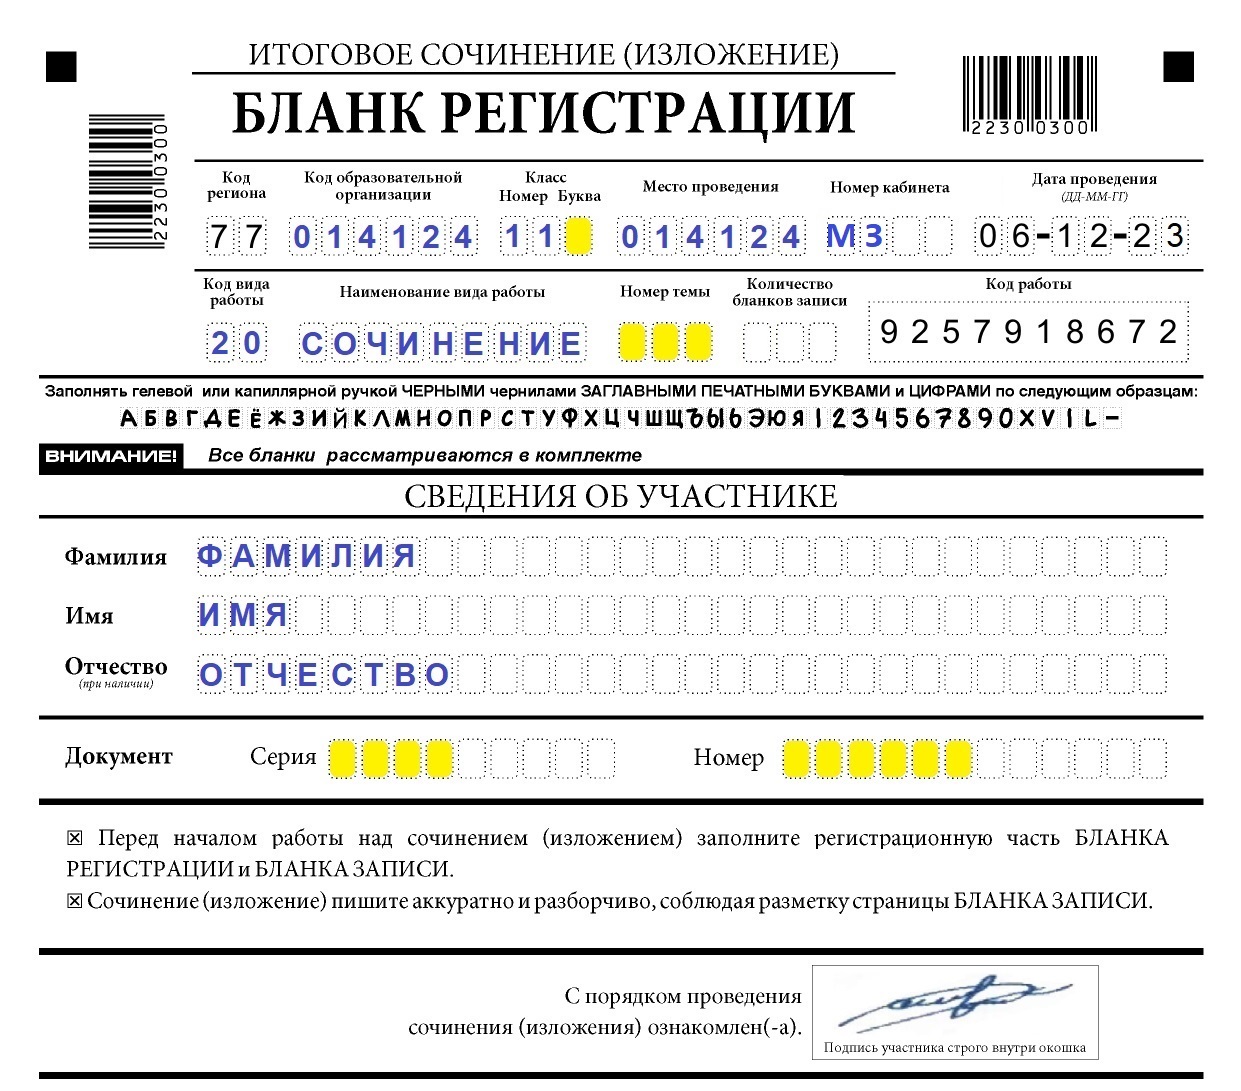 ИТОГОВОЕ СОЧИНЕНИЕ (ИЗЛОЖЕНИЕ)
БЛАНК РЕГИСТРАЦИИ
2230 0300
2230 0300
Код региона
Код образовательной организации
Класс
Номер Буква
Место проведения
Номер кабинета
Дата проведения
(ДД-ММ-ГГ)
77 014124 11 014124 М3 06-12-23
Код вида работы
Наименование вида работы
Номер темы
Количество бланков записи
Код работы
20 СОЧИНЕНИЕ 9257918672
Заполнять гелевой или капиллярной ручкой ЧЕРНЫМИ чернилами ЗАГЛАВНЫМИ ПЕЧАТНЫМИ БУКВАМИ и ЦИФРАМИ по следующим образцам:
АБВГДЕЁЖЗИЙКЛМНОПРСТУФХЦЧШЩЪЫЬЭЮЯ1234567890XVIL-
ВНИМАНИЕ! Все бланки рассматриваются в комплекте
СВЕДЕНИЯ ОБ УЧАСТНИКЕ
Фамилия ФАМИЛИЯ
Имя ИМЯ
Отчество ОТЧЕСТВО
(при наличии)
Документ Серия Номер
☒ Перед началом работы над сочинением (изложением) заполните регистрационную часть БЛАНКА
РЕГИСТРАЦИИ и БЛАНКА ЗАПИСИ.
☒ Сочинение (изложение) пишите аккуратно и разборчиво, соблюдая разметку страницы БЛАНКА ЗАПИСИ.
С порядком проведения
сочинения (изложения) ознакомлен(-а).
Подпись участника строго внутри окошка